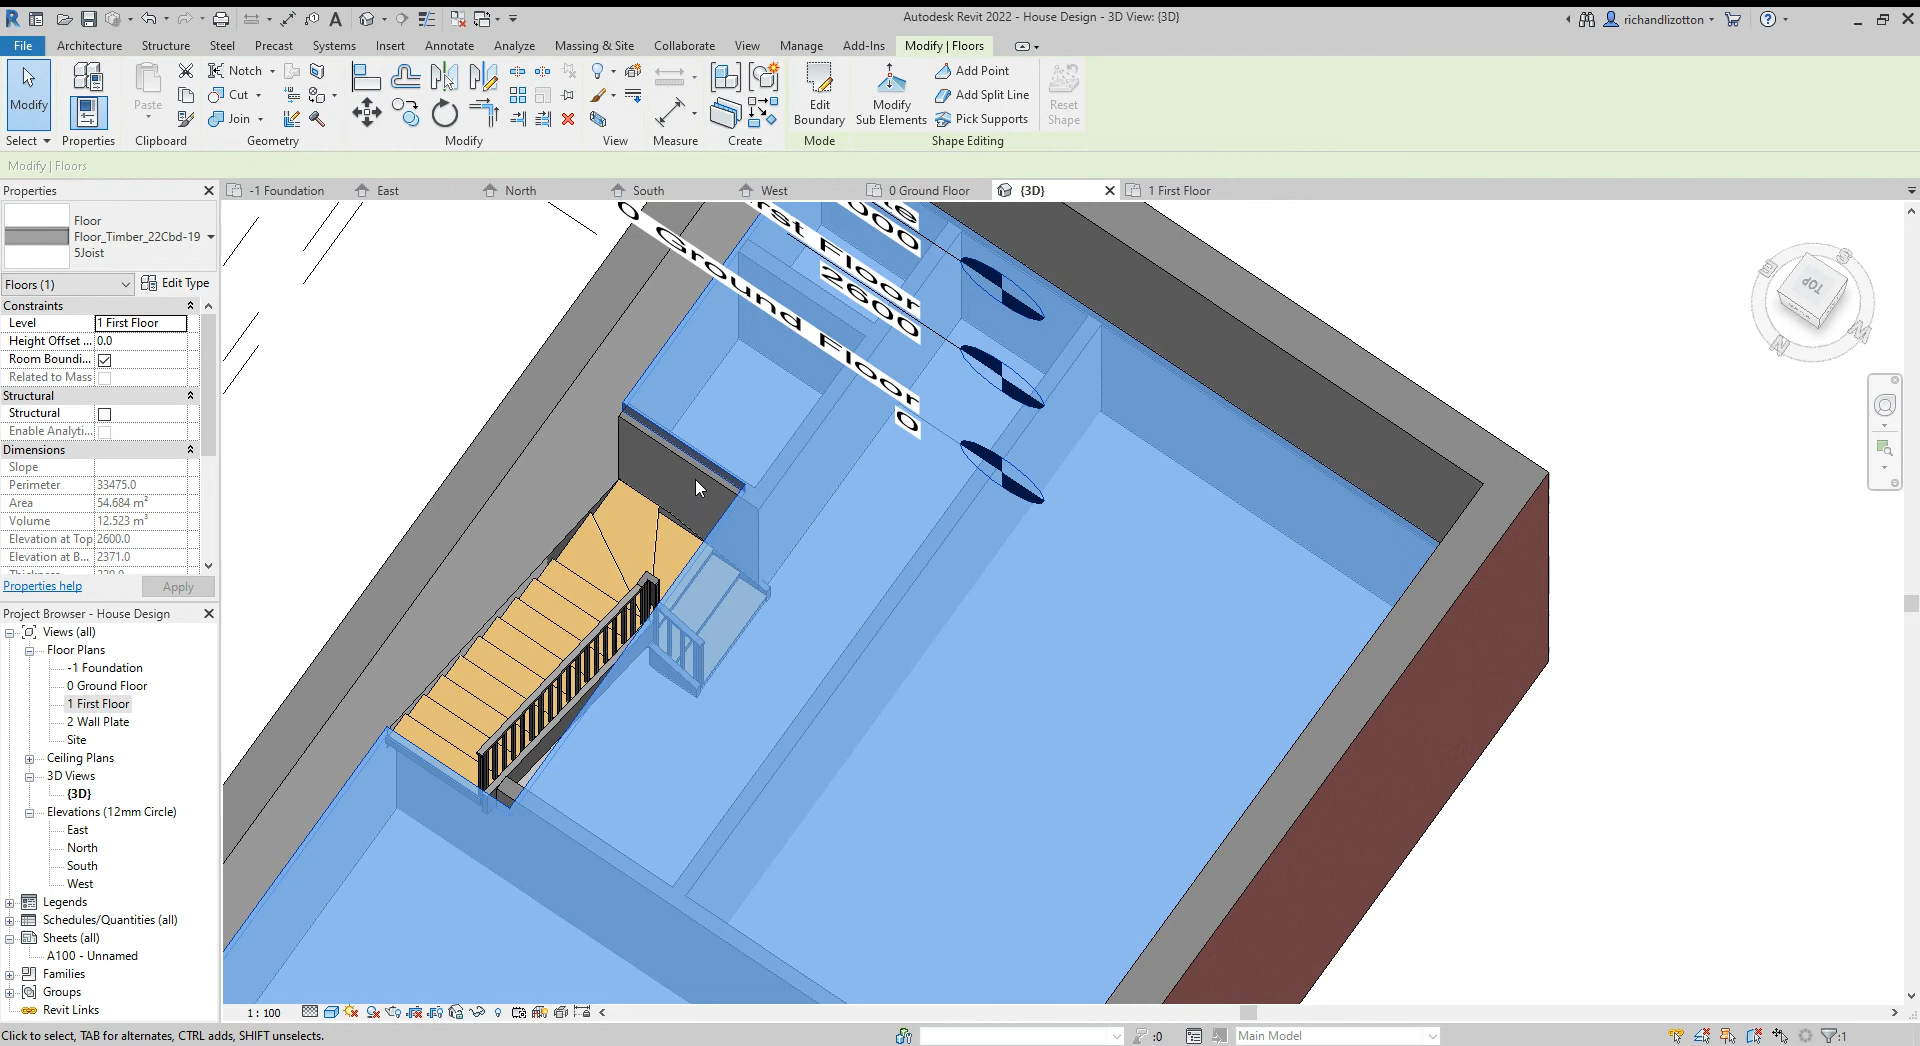 Autodesk Revit 2022 - House Design - 3D View: {3D}
richandlizotton
File
Architecture
Structure
Steel
Precast
Systems
Insert
Annotate
Analyze
Massing & Site
Collaborate
View
Manage
Add-Ins
Modify | Floors
Modify
Paste
Notch
Cut
Join
Edit
Boundary
Modify
Sub Elements
Add Point
Add Split Line
Pick Supports
Reset
Shape
Select
Properties
Clipboard
Geometry
Modify
View
Measure
Create
Mode
Shape Editing
Modify | Floors
Properties
-1 Foundation
East
North
South
West
0 Ground Floor
{3D}
1 First Floor
Floor
Floor_Timber_22Cbd-19
5Joist
Floors (1)
Edit Type
Constraints
Level
1 First Floor
Height Offset ...
0.0
Room Boundi...
Related to Mass
Structural
Structural
Enable Analyti...
Dimensions
Slope
Perimeter
33475.0
Area
54.684 m²
Volume
12.523 m³
Elevation at Top
2600.0
Elevation at B...
2371.0
Properties help
Apply
Project Browser - House Design
Views (all)
Floor Plans
-1 Foundation
0 Ground Floor
1 First Floor
2 Wall Plate
Site
Ceiling Plans
3D Views
{3D}
Elevations (12mm Circle)
East
North
South
West
Legends
Schedules/Quantities (all)
Sheets (all)
A100 - Unnamed
Families
Groups
Revit Links
rst Floor
2600
0 Ground Floor
0
TOP
S
E
N
W
1 : 100
Click to select, TAB for alternates, CTRL adds, SHIFT unselects.
:0
Main Model
:1